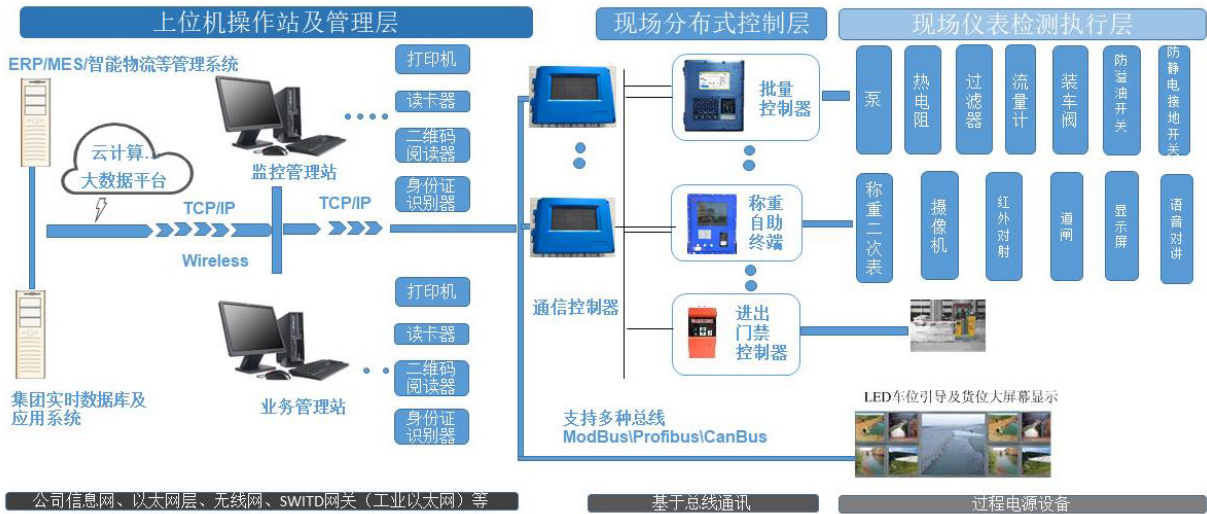 上位机操作站及管理层
现场分布式控制层
现场仪表检测执行层
ERP/MES/智能物流等管理系统
云计算...
大数据平台
TCP/IP
Wireless
TCP/IP
集团实时数据库及
应用系统
监控管理站
打印机
读卡器
二维码
阅读器
身份证
识别器
业务管理站
打印机
读卡器
二维码
阅读器
身份证
识别器
通信控制器
批量
控制器
称重
自助
终端
进出
门禁
控制器
支持多种总线
ModBus\Profibus\CanBus
泵
热电阻
过滤器
流量计
装车阀
防溢油开关
防静电接地开关
称重二次表
摄像机
红外对射
道闸
显示屏
语音对讲
LED车位引导及货位大屏幕显示
公司信息网、以太网层、无线网、SWITD网关（工业以太网）等
基于总线通讯
过程电源设备